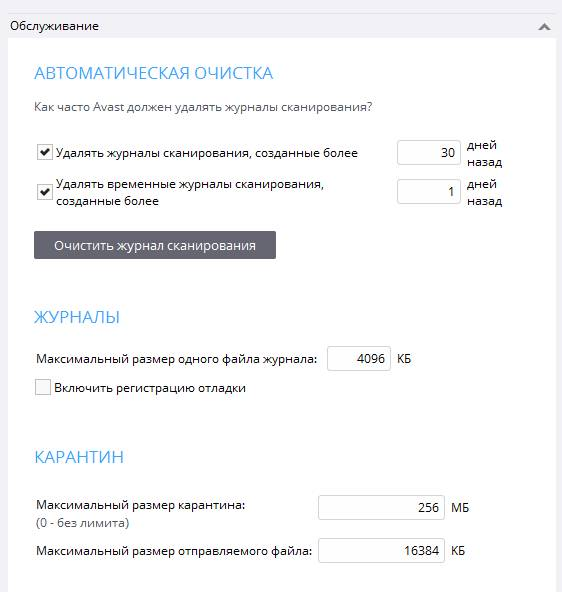 Обслуживание
АВТОМАТИЧЕСКАЯ ОЧИСТКА
Как часто Avast должен удалять журналы сканирования?
Удалять журналы сканирования, созданные более 30 дней
назад
Удалять временные журналы сканирования,
созданные более 1 дней
назад
Очистить журнал сканирования
ЖУРНАЛЫ
Максимальный размер одного файла журнала: 4096 КБ
Включить регистрацию отладки
КАРАНТИН
Максимальный размер карантина: 256 МБ
(0 - без лимита)
Максимальный размер отправляемого файла: 16384 КБ